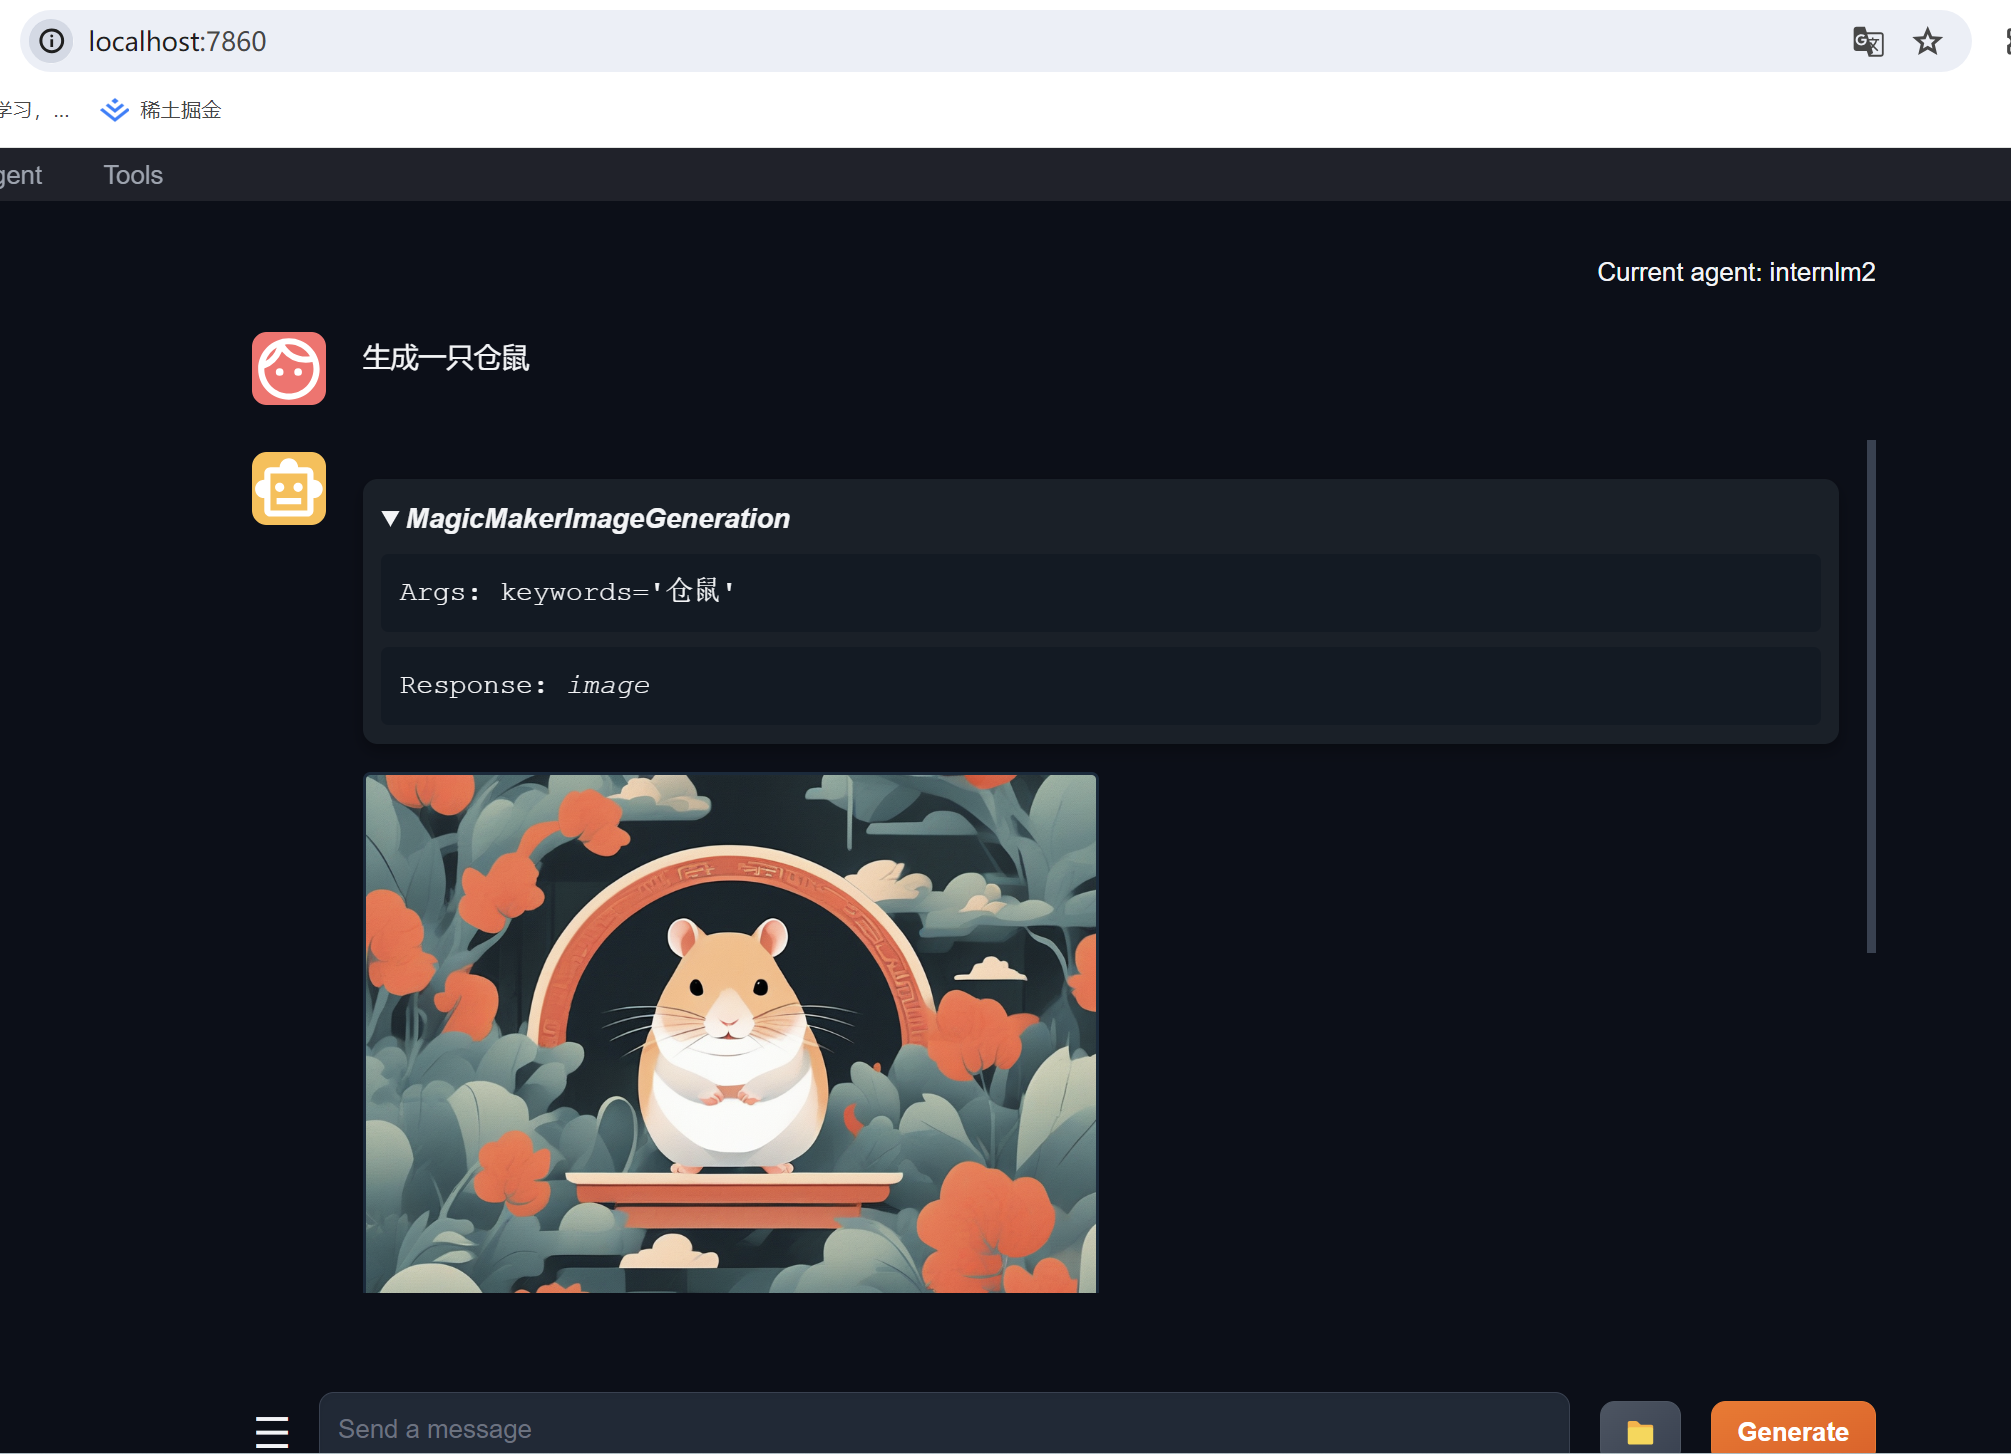 localhost:7860
学习，...
稀土掘金
gent
Tools
Current agent: internlm2
生成一只仓鼠
▼ MagicMakerImageGeneration
Args: keywords='仓鼠'
Response: image
Send a message
Generate